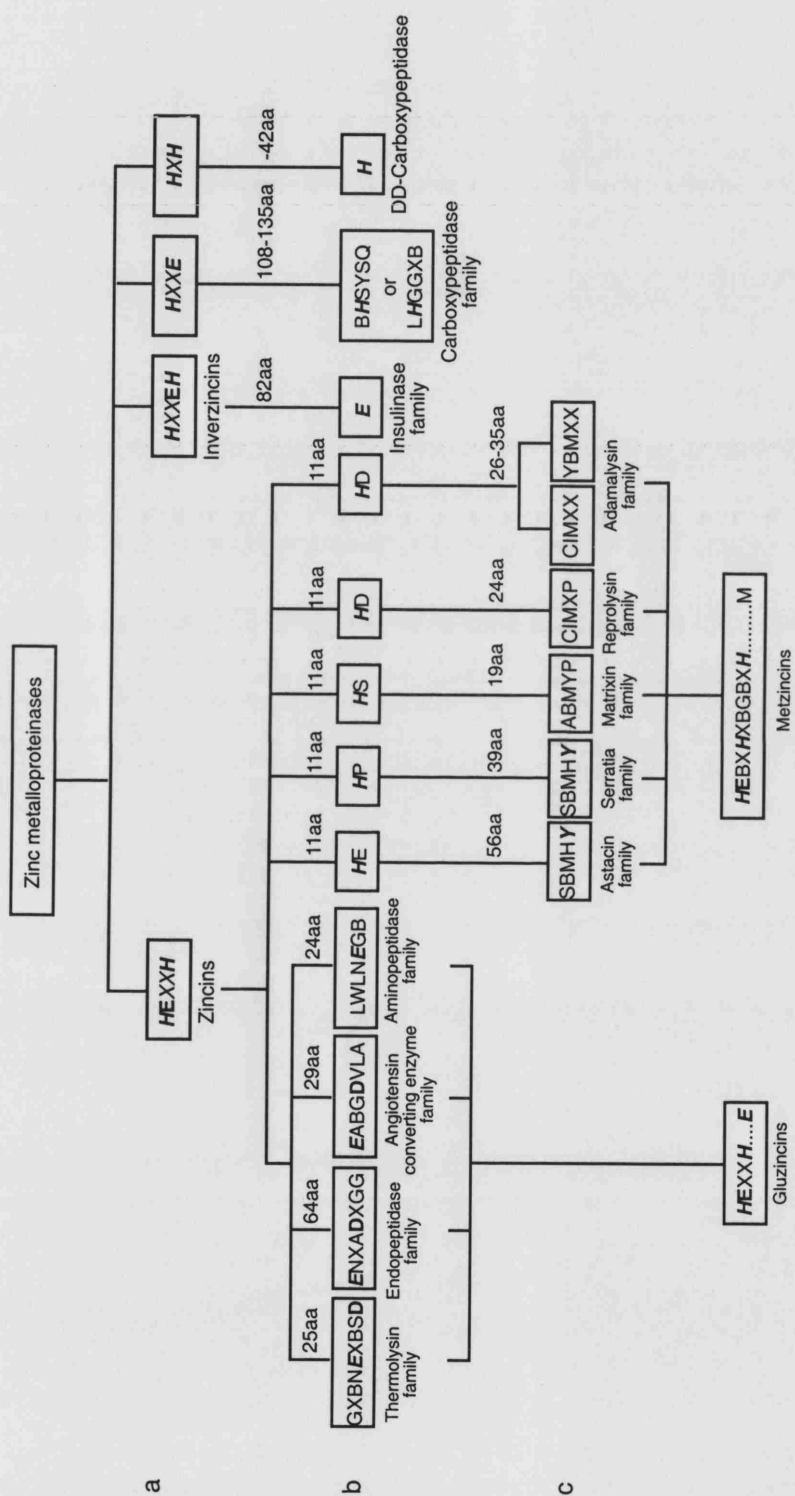 Zinc metalloproteinases
a
HEXXH
Zincins
HXXEH
Inverzincins
HXXE
HXH
25aa
64aa
29aa
24aa
11aa
11aa
11aa
11aa
11aa
82aa
108-135aa
-42aa
b
GXBNEXBSD
Thermolysin
family
ENXADXGG
Endopeptidase
family
EABGDVLA
Angiotensin
converting enzyme
family
LWLNEGB
Aminopeptidase
family
HE
HP
HS
HD
HD
E
Insulinase
family
BHSYSQ
or
LHGGXB
Carboxypeptidase
family
H
DD-Carboxypeptidase
56aa
39aa
19aa
24aa
26-35aa
c
SBMHY
Astacin
family
SBMHY
Serratia
family
ABMYP
Matrixin
family
CIMXP
Reprolysin
family
CIMXX
YBMXX
Adamalysin
family
HEXXH....E
Gluzincins
HEBXHXBGBXH.........M
Metzincins